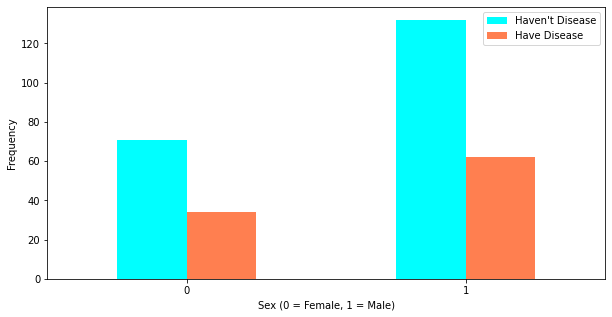 Haven't Disease
Have Disease
120
100
80
60
40
20
0
Frequency
0 1
Sex (0 = Female, 1 = Male)